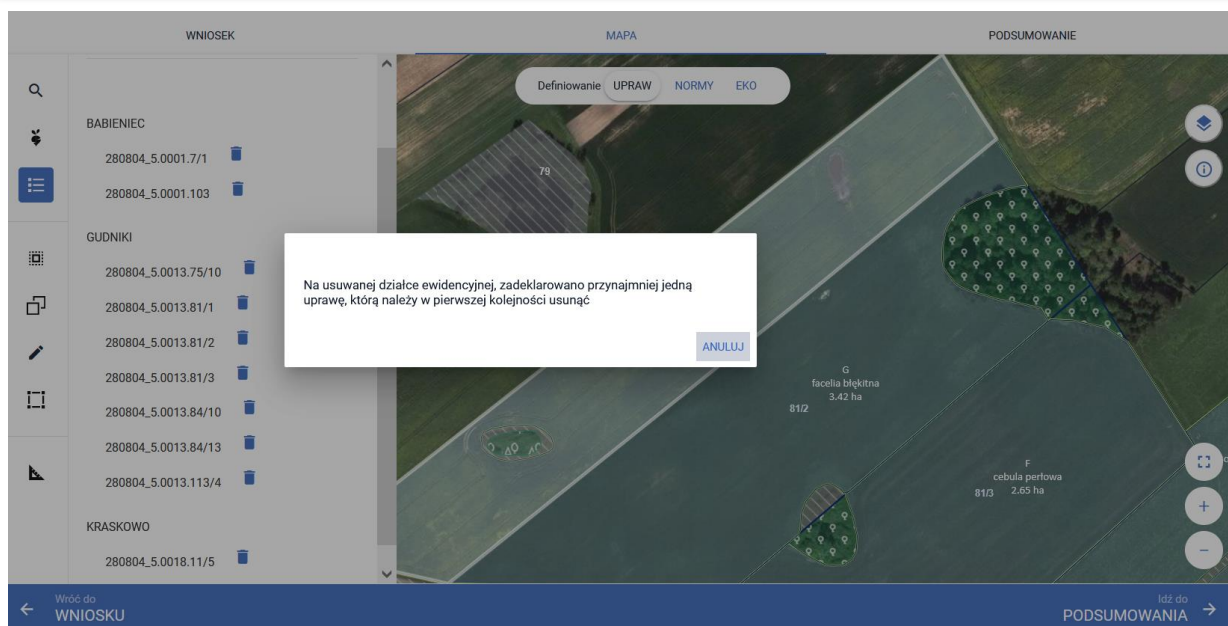 WNIOSEK
MAPA
PODSUMOWANIE
Definiowanie UPRAW NORMY EKO
BABIENIEC
280804_5.0001.7/1
280804_5.0001.103
GUDNIKI
280804_5.0013.75/10
280804_5.0013.81/1
280804_5.0013.81/2
280804_5.0013.81/3
280804_5.0013.84/10
280804_5.0013.84/13
280804_5.0013.113/4
KRASKOWO
280804_5.0018.11/5
79
Na usuwanej działce ewidencyjnej, zadeklarowano przynajmniej jedną
uprawę, którą należy w pierwszej kolejności usunąć
ANULUJ
G
facelia błękitna
3.42 ha
81/2
F
cebula perłowa
81/3 2.65 ha
Wróć do
WNIOSKU
Idź do
PODSUMOWANIA